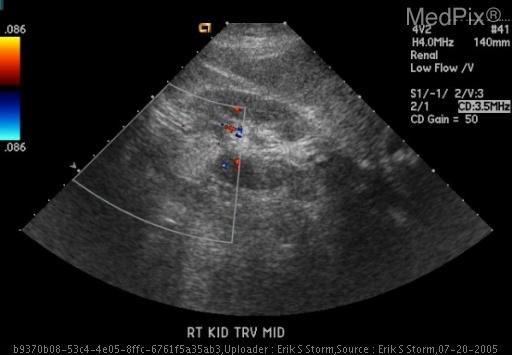 MedPix®...
.086
4V2 #41
H4.0MHz 140mm
Renal
Low Flow /V
S1/-1/ 2/V:3
2/1 CD:3.5MHz
CD Gain = 50
.086
RT KID TRV MID
b9370b08-53c4-4e05-8ffc-6761f5a35ab3,Uploader : Erik S Storm,Source : Erik S Storm,07-20-2005